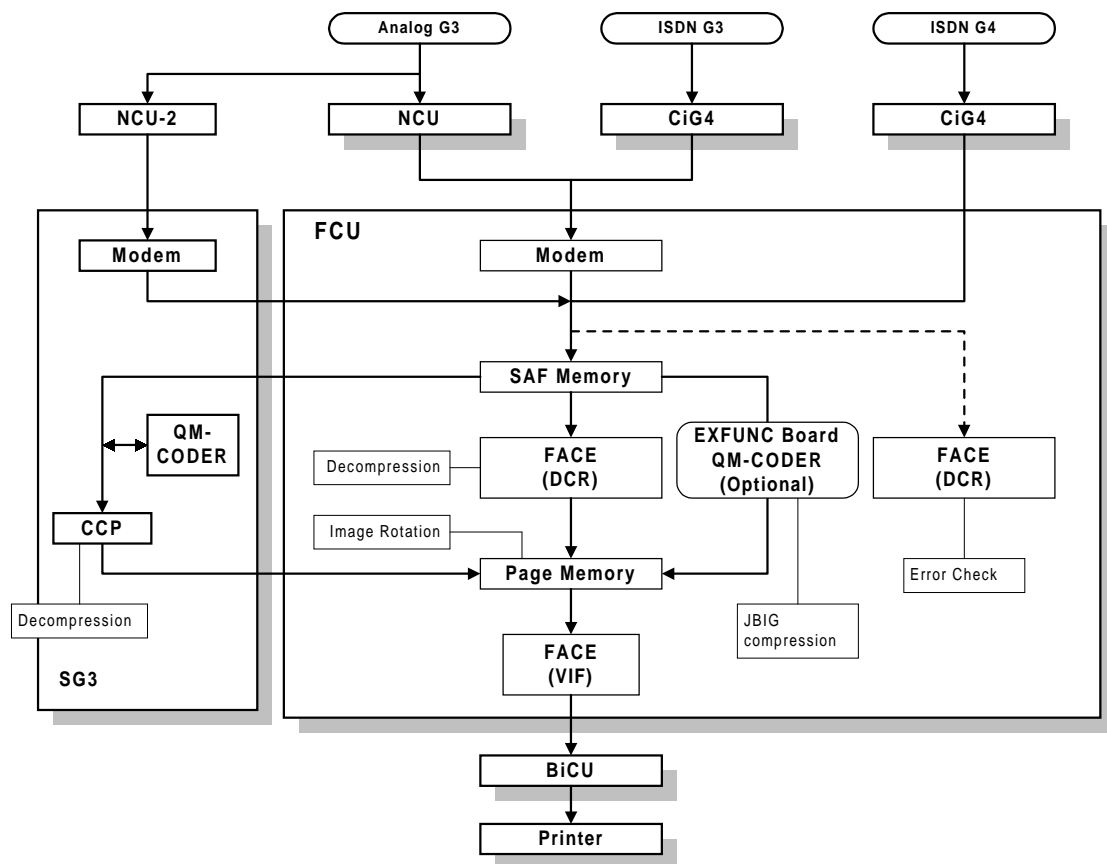 Analog G3
ISDN G3
ISDN G4
NCU-2
NCU
CiG4
CiG4
FCU
Modem
Modem
SAF Memory
QM-
CODER
Decompression
FACE
(DCR)
EXFUNC Board
QM-CODER
(Optional)
FACE
(DCR)
CCP
Image Rotation
Page Memory
Error Check
Decompression
JBIG
compression
FACE
(VIF)
SG3
BiCU
Printer